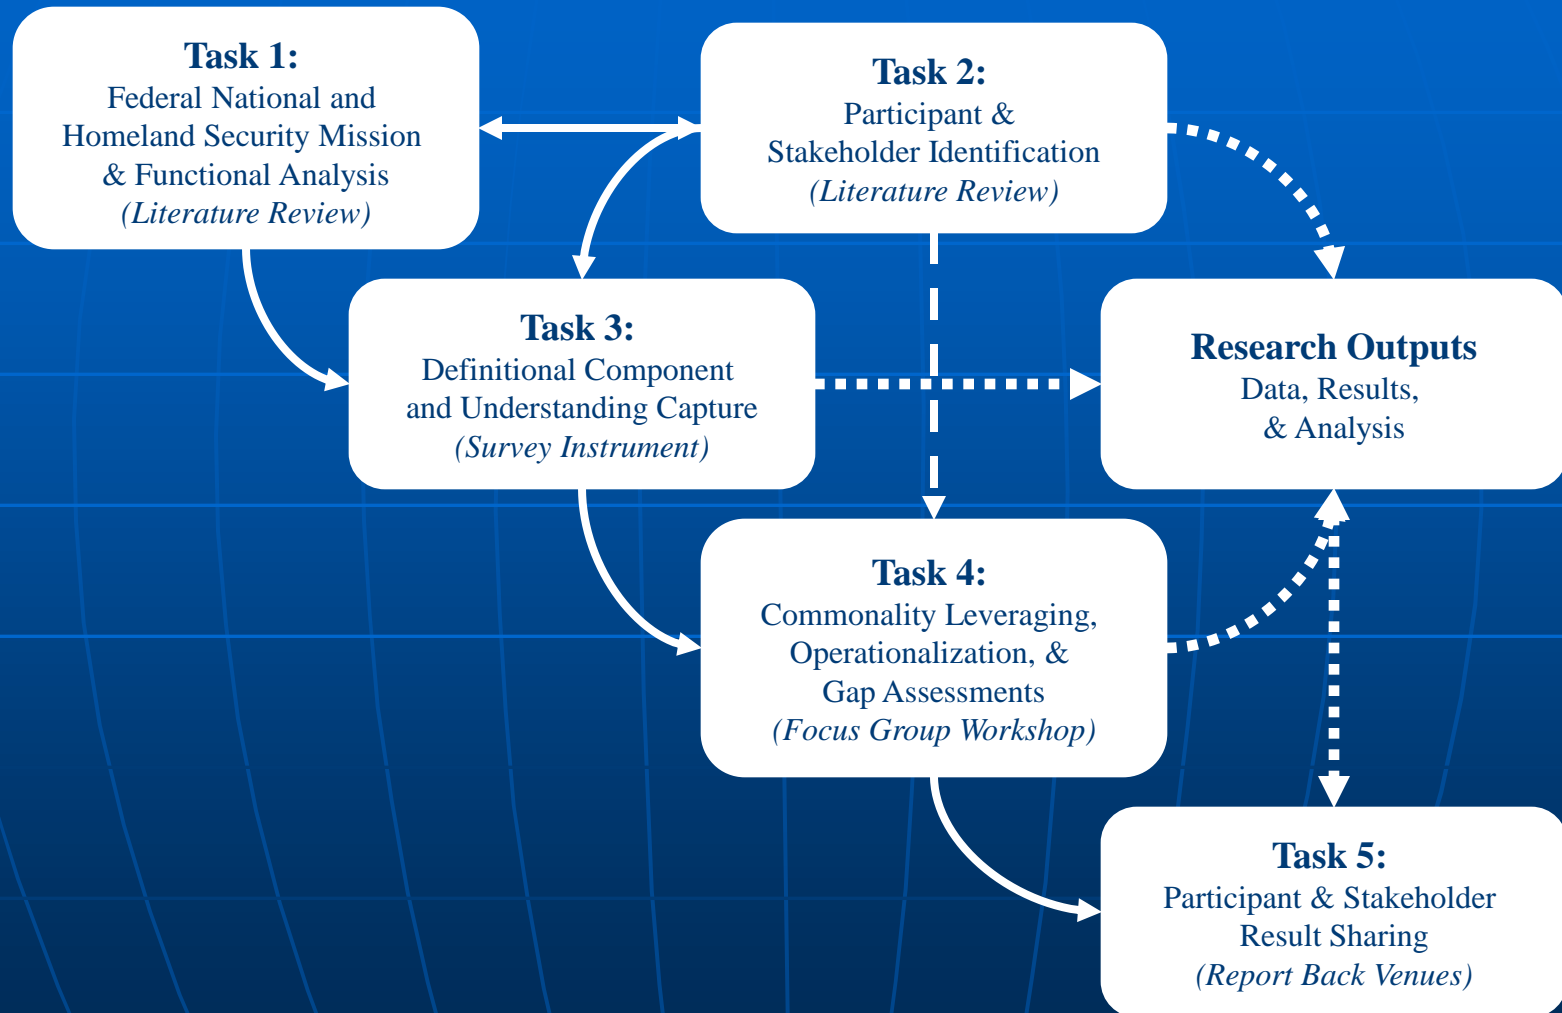 Task 1:
Federal National and
Homeland Security Mission
& Functional Analysis
(Literature Review)
Task 2:
Participant &
Stakeholder Identification
(Literature Review)
Task 3:
Definitional Component
and Understanding Capture
(Survey Instrument)
Research Outputs
Data, Results,
& Analysis
Task 4:
Commonality Leveraging,
Operationalization, &
Gap Assessments
(Focus Group Workshop)
Task 5:
Participant & Stakeholder
Result Sharing
(Report Back Venues)